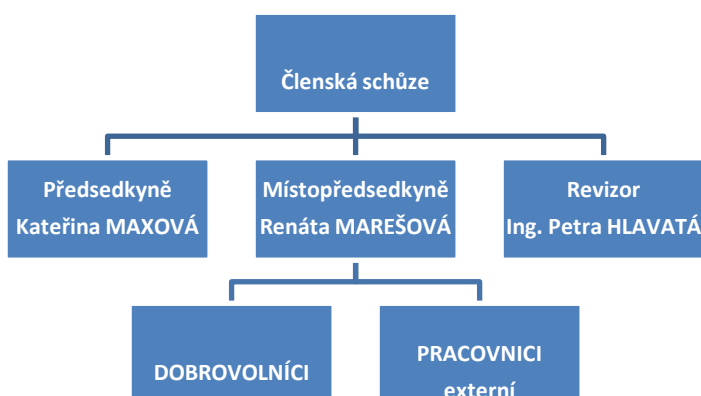 Členská schůze
Předsedkyně
Kateřina MAXOVÁ
Místopředsedkyně
Renáta MAREŠOVÁ
Revizor
Ing. Petra HLAVATÁ
DOBROVOLNÍCI
PRACOVNICI
externí